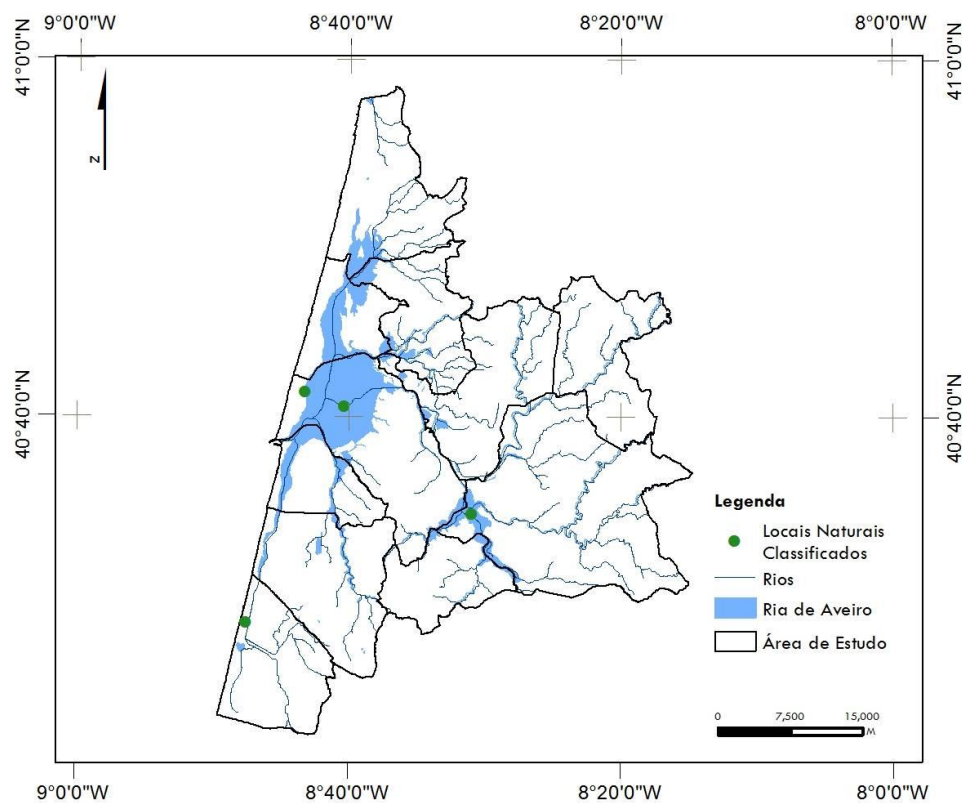 9°0'0"W 8°40'0"W 8°20'0"W 8°0'0"W
41°0'0"N 41°0'0"N
N
40°40'0"N 40°40'0"N
Legenda
Locais Naturais
Classificados
Rios
Ria de Aveiro
Área de Estudo
0 7,500 15,000
M
9°0'0"W 8°40'0"W 8°20'0"W 8°0'0"W